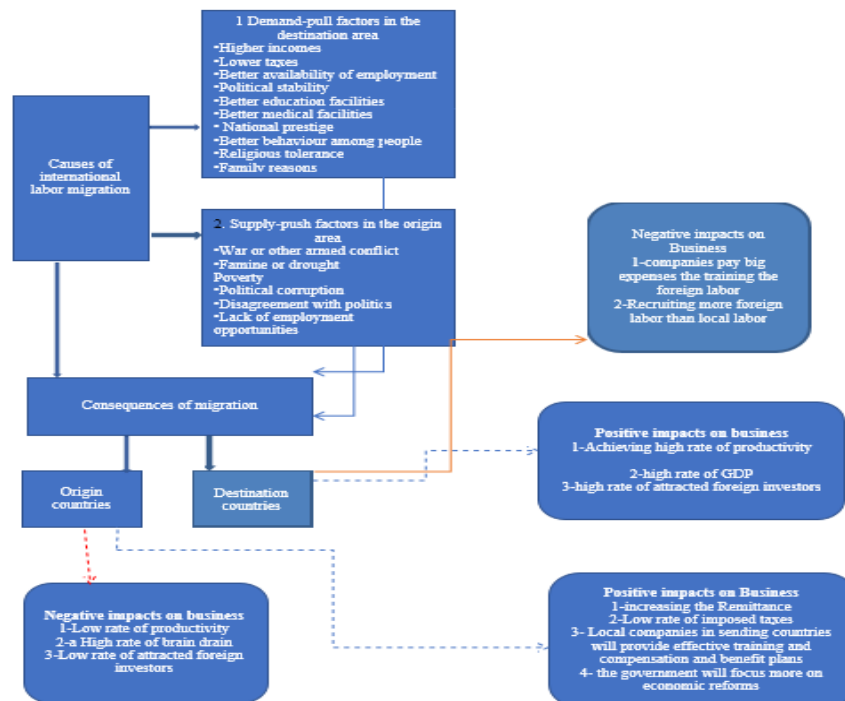 1 Demand-pull factors in the
destination area
-Higher incomes
-Lower taxes
-Better availability of employment
-Political stability
-Better education facilities
-Better medical facilities
- National prestige
-Better behaviour among people
-Religious tolerance
-Family reasons
Causes of
international
labor migration
2. Supply-push factors in the origin
area
-War or other armed conflict
-Famine or drought
Poverty
-Political corruption
-Disagreement with politics
-Lack of employment
opportunities
Negative impacts on
Business
1-companies pay big
expenses the training the
foreign labor
2-Recruiting more foreign
labor than local labor
Consequences of migration
Positive impacts on business
1-Achieving high rate of productivity
2-high rate of GDP
3-high rate of attracted foreign investors
Origin
countries
Destination
countries
Negative impacts on business
1-Low rate of productivity
2-a High rate of brain drain
3-Low rate of attracted foreign
investors
Positive impacts on Business
1-increasing the Remittance
2-Low rate of imposed taxes
3- Local companies in sending countries
will provide effective training and
compensation and benefit plans
4- the government will focus more on
economic reforms